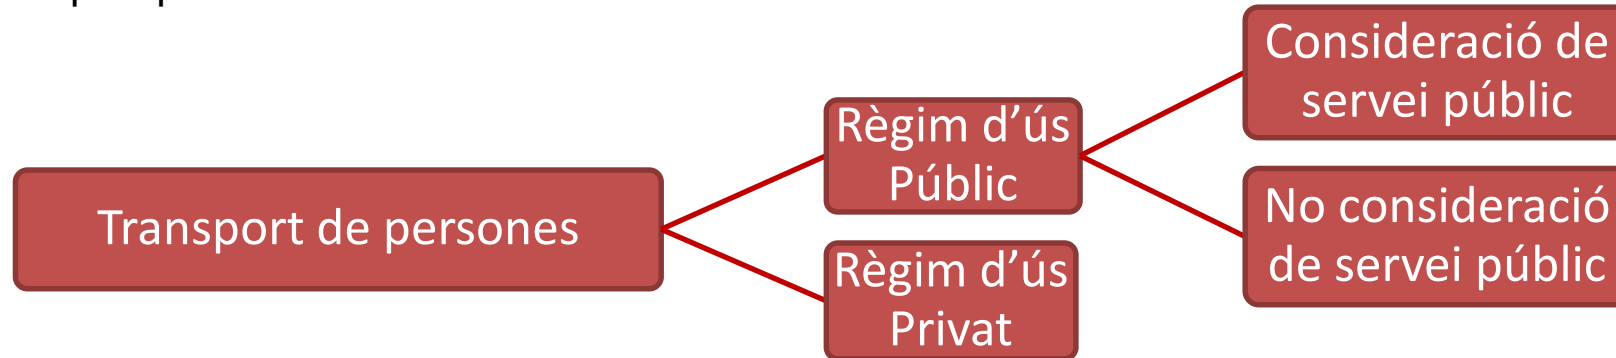 Consideració de
servei públic
Règim d’ús
Públic
Transport de persones
No consideració
de servei públic
Règim d’ús
Privat